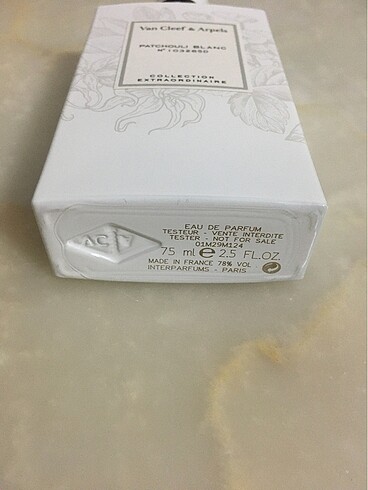 Van Cleef & Arpels
PATCHOULI BLANC
N°1032650
COLLECTION
EXTRAORDINAIRE
EAU DE PARFUM
TESTEUR - VENTE INTERDITE
TESTER - NOT FOR SALE
01M29M124
75 ml e 2.5 FL.OZ.
MADE IN FRANCE 78% VOL
INTERPARFUMS - PARIS